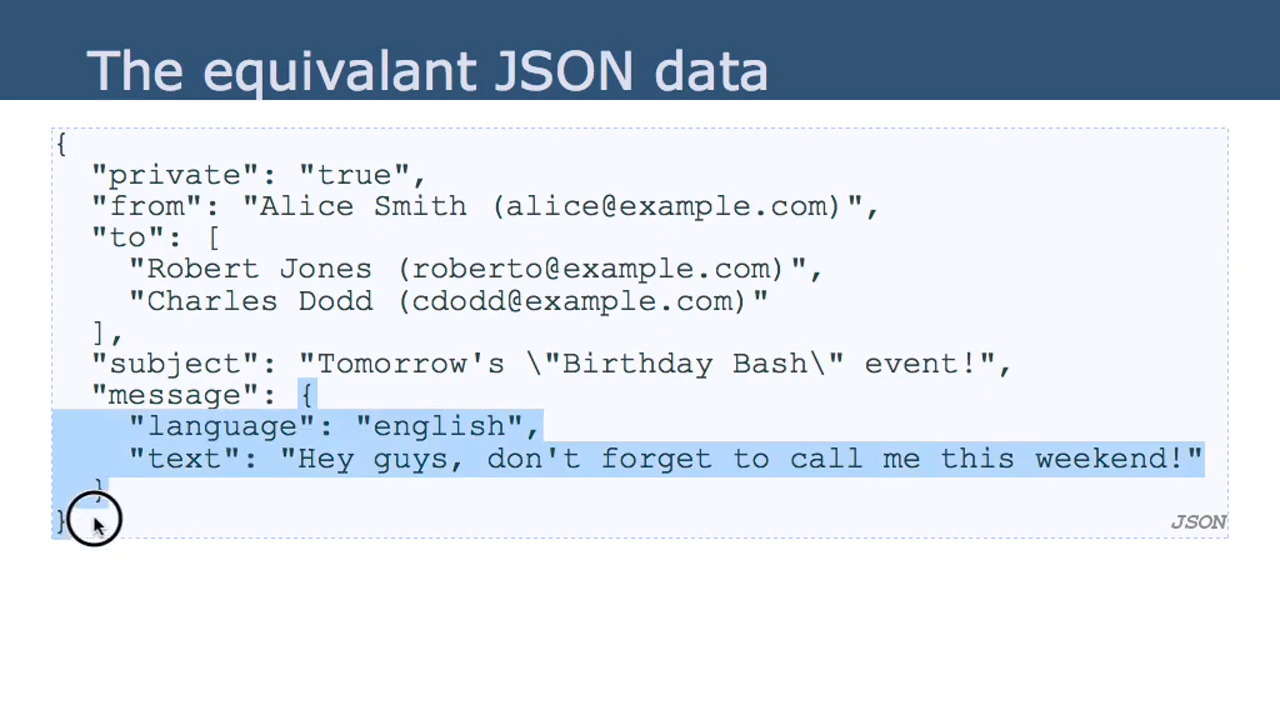 The equivalant JSON data
{
  "private": "true",
  "from": "Alice Smith (alice@example.com)",
  "to": [
    "Robert Jones (roberto@example.com)",
    "Charles Dodd (cdodd@example.com)"
  ],
  "subject": "Tomorrow's \"Birthday Bash\" event!",
  "message": {
    "language": "english",
    "text": "Hey guys, don't forget to call me this weekend!"
  }
}
JSON